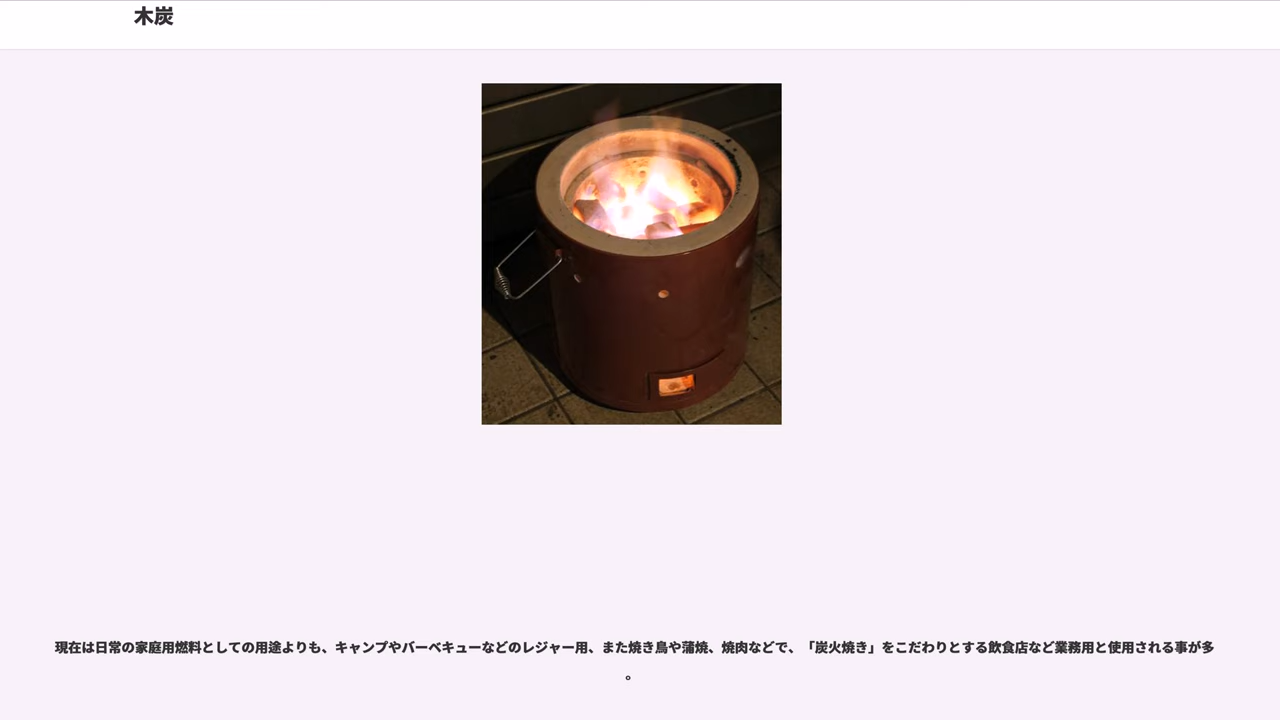 木炭
現在は日常の家庭用燃料としての用途よりも、キャンプやバーベキューなどのレジャー用、また焼き鳥や蒲焼、焼肉などで、「炭火焼き」をこだわりとする飲食店など業務用と使用される事が多
。